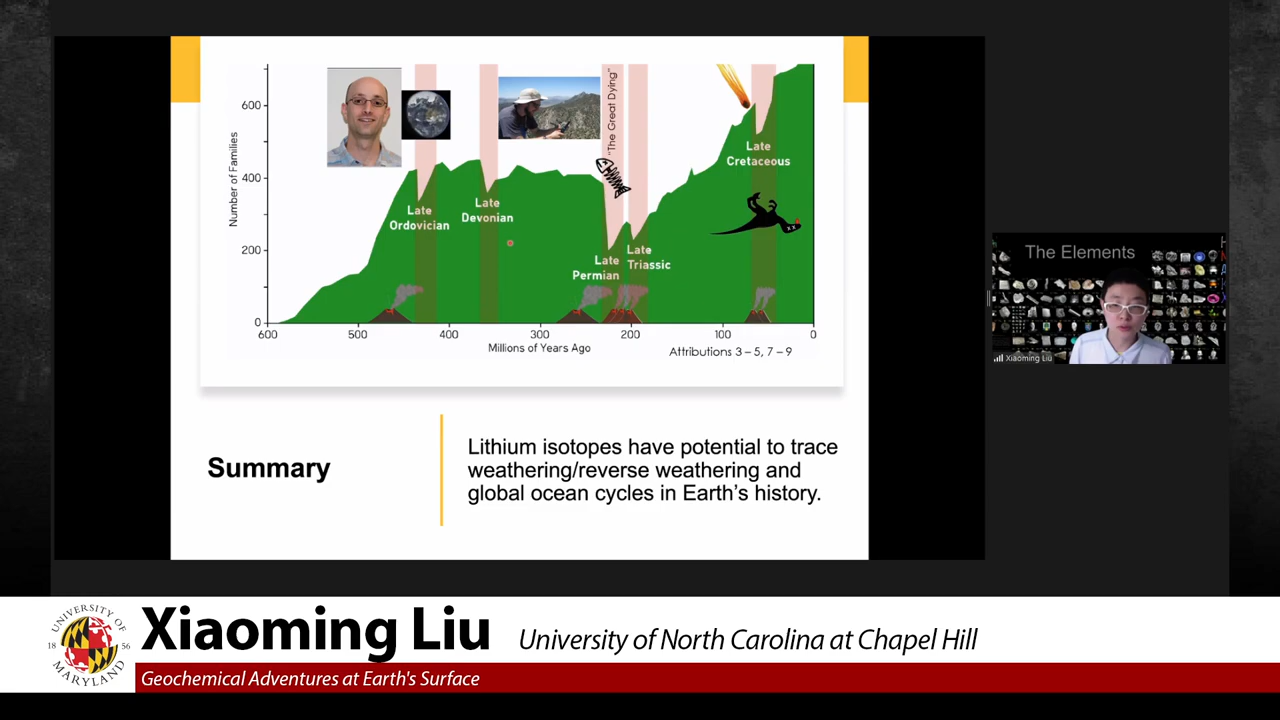 600
400
200
0
Number of Families
"The Great Dying"
Late
Ordovician
Late
Devonian
Late
Permian
Late
Triassic
Late
Cretaceous
600
500
400
300
200
100
0
Millions of Years Ago
Attributions 3 – 5, 7 – 9
Summary
Lithium isotopes have potential to trace
weathering/reverse weathering and
global ocean cycles in Earth's history.
The Elements
Xiaoming Liu
UNIVERSITY OF
18 56
MARYLAND
Xiaoming Liu
University of North Carolina at Chapel Hill
Geochemical Adventures at Earth's Surface